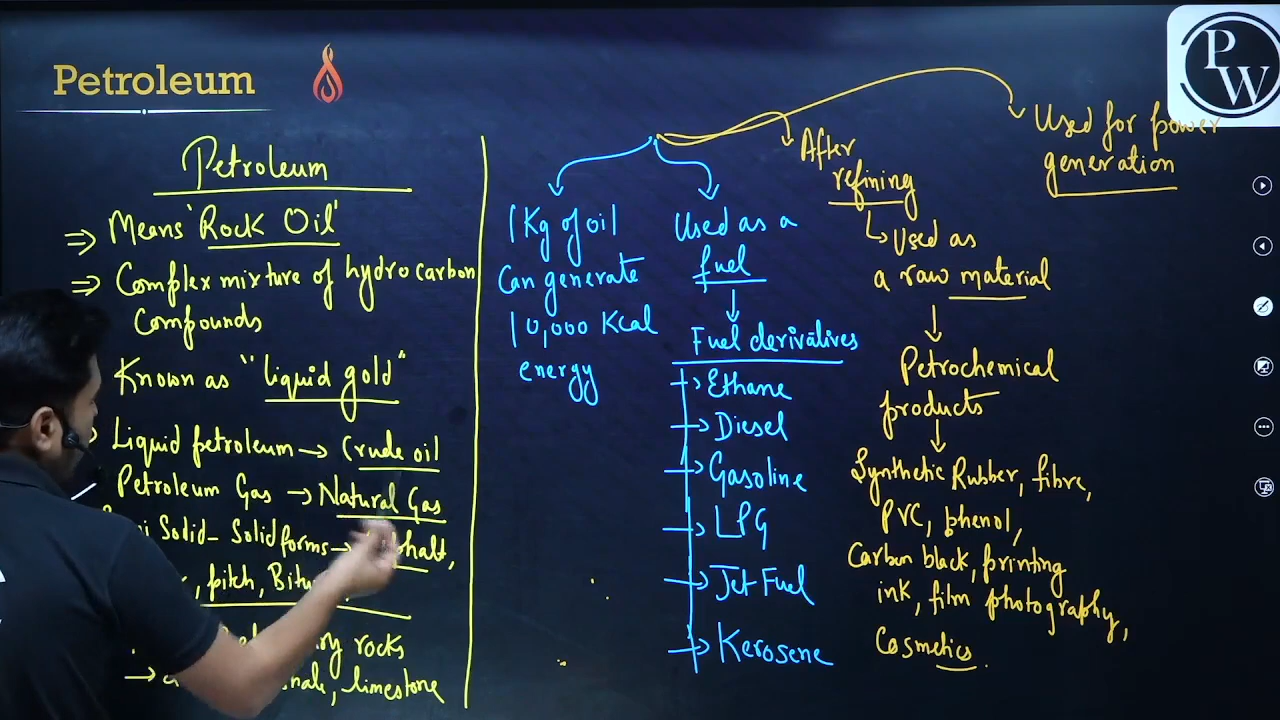 Petroleum
PW
Petroleum
⇒ Means 'Rock Oil'
⇒ Complex mixture of hydrocarbon
Compounds
Known as "liquid gold"
Liquid petroleum → Crude oil
Petroleum Gas → Natural Gas
Solid - Solid forms →
pitch,
rocks
→ limestone
1 Kg of oil
Can generate
10,000 Kcal
energy
Used as a
fuel
Fuel derivatives
→ Ethane
→ Diesel
→ Gasoline
→ LPG
→ Jet Fuel
→ Kerosene
After
refining
Used as
a raw material
Petrochemical
products
Synthetic Rubber, fibre,
PVC, phenol,
Carbon black, printing
ink, film photography,
Cosmetics.
Used for power
generation